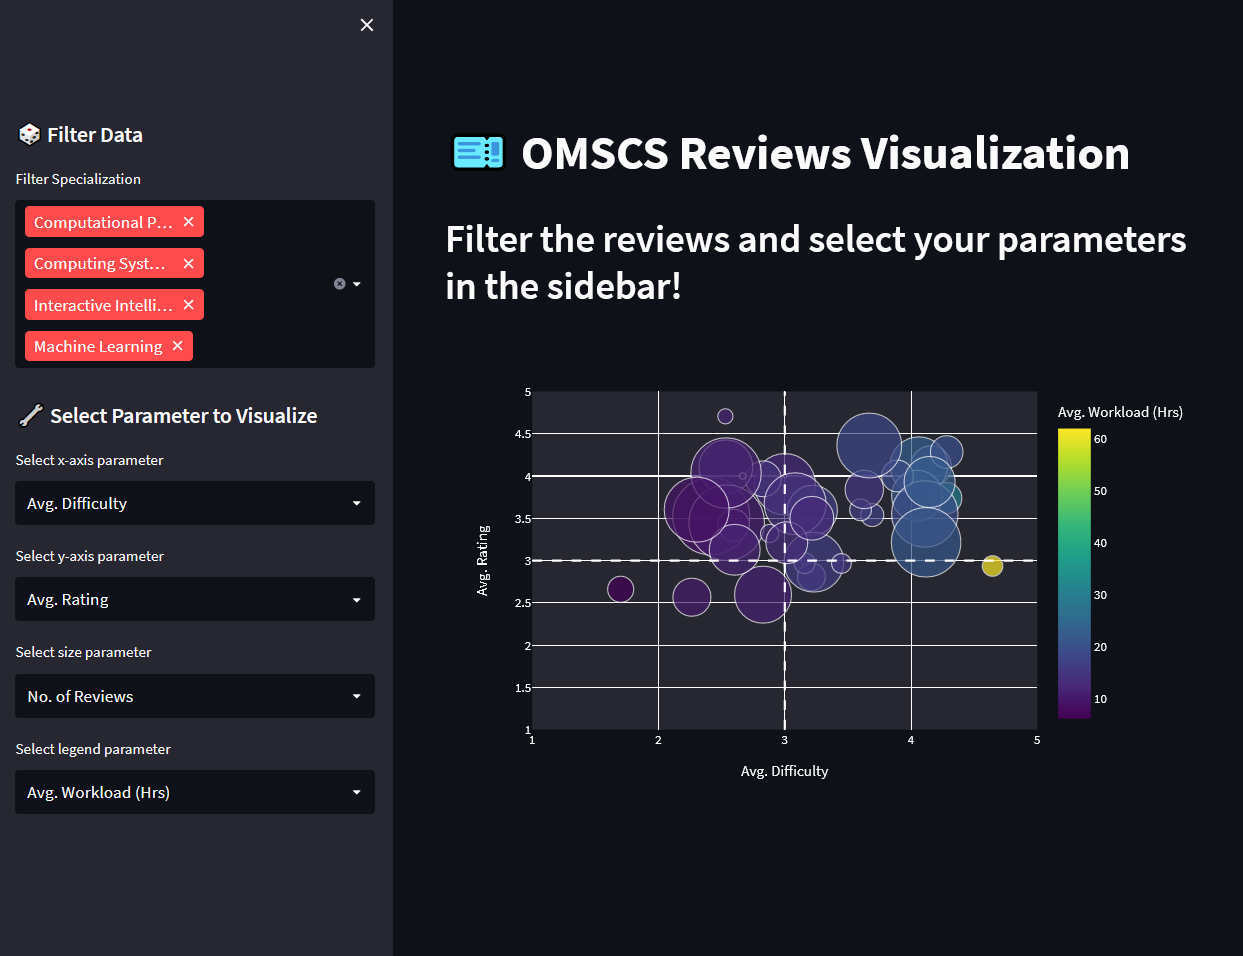 Filter Data
Filter Specialization
Computational P...
Computing Syst...
Interactive Intelli...
Machine Learning
Select Parameter to Visualize
Select x-axis parameter
Avg. Difficulty
Select y-axis parameter
Avg. Rating
Select size parameter
No. of Reviews
Select legend parameter
Avg. Workload (Hrs)
OMSCS Reviews Visualization
Filter the reviews and select your parameters
in the sidebar!
Avg. Rating
5
4.5
4
3.5
3
2.5
2
1.5
1
1 2 3 4 5
Avg. Difficulty
Avg. Workload (Hrs)
60
50
40
30
20
10